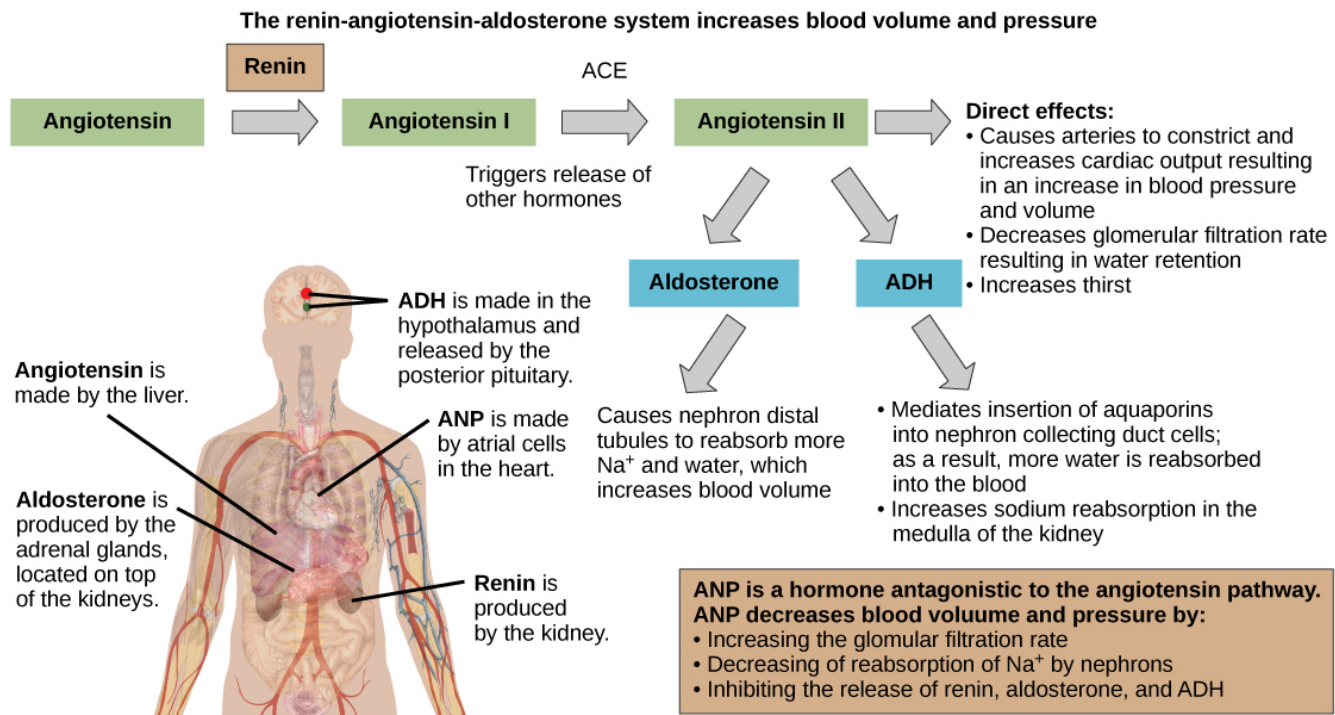 The renin-angiotensin-aldosterone system increases blood volume and pressure
Renin
ACE
Angiotensin
Angiotensin I
Angiotensin II
Triggers release of
other hormones
Direct effects:
• Causes arteries to constrict and
increases cardiac output resulting
in an increase in blood pressure
and volume
• Decreases glomerular filtration rate
resulting in water retention
• Increases thirst
Aldosterone
ADH
Causes nephron distal
tubules to reabsorb more
Na⁺ and water, which
increases blood volume
• Mediates insertion of aquaporins
into nephron collecting duct cells;
as a result, more water is reabsorbed
into the blood
• Increases sodium reabsorption in the
medulla of the kidney
ADH is made in the
hypothalamus and
released by the
posterior pituitary.
Angiotensin is
made by the liver.
ANP is made
by atrial cells
in the heart.
Aldosterone is
produced by the
adrenal glands,
located on top
of the kidneys.
Renin is
produced
by the kidney.
ANP is a hormone antagonistic to the angiotensin pathway.
ANP decreases blood voluume and pressure by:
• Increasing the glomular filtration rate
• Decreasing of reabsorption of Na⁺ by nephrons
• Inhibiting the release of renin, aldosterone, and ADH